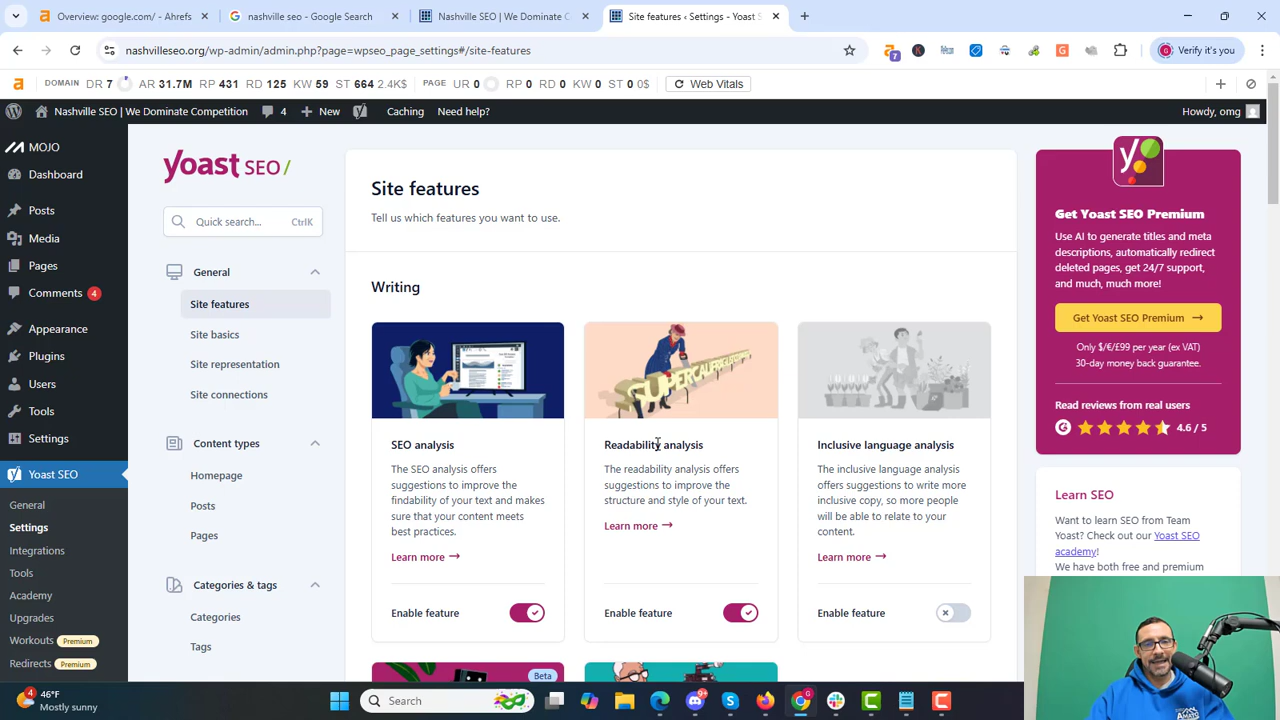 Overview: google.com - Ahrefs
nashville seo - Google Search
Nashville SEO | We Dominate C
Site features ‹ Settings - Yoast S
nashvilleseo.org/wp-admin/admin.php?page=wpseo_page_settings#/site-features
7
Verify it's you
DOMAIN DR 7 AR 31.7M RP 431 RD 125 KW 59 ST 664 2.4K$ PAGE UR 0 RP 0 RD 0 KW 0 ST 0 0$ Web Vitals
Nashville SEO | We Dominate Competition 4 New Caching Need help? Howdy, omg
MOJO
Dashboard
Posts
Media
Pages
Comments 4
Appearance
Plugins
Users
Tools
Settings
Yoast SEO
General
Settings
Integrations
Tools
Academy
Upgrades
Workouts Premium
Redirects Premium
yoast SEO/
Quick search... CtrlK
General
Site features
Site basics
Site representation
Site connections
Content types
Homepage
Posts
Pages
Categories & tags
Categories
Tags
Site features
Tell us which features you want to use.
Writing
SEO analysis
The SEO analysis offers
suggestions to improve the
findability of your text and makes
sure that your content meets
best practices.
Learn more
Enable feature
Readability analysis
The readability analysis offers
suggestions to improve the
structure and style of your text.
Learn more
Enable feature
Inclusive language analysis
The inclusive language analysis
offers suggestions to write more
inclusive copy, so more people
will be able to relate to your
content.
Learn more
Enable feature
Beta
Get Yoast SEO Premium
Use AI to generate titles and meta
descriptions, automatically redirect
deleted pages, get 24/7 support,
and much, much more!
Get Yoast SEO Premium
Only $/€/£99 per year (ex VAT)
30-day money back guarantee.
Read reviews from real users
4.6 / 5
Learn SEO
Want to learn SEO from Team
Yoast? Check out our Yoast SEO
academy!
We have both free and premium
46°F
Mostly sunny
Search